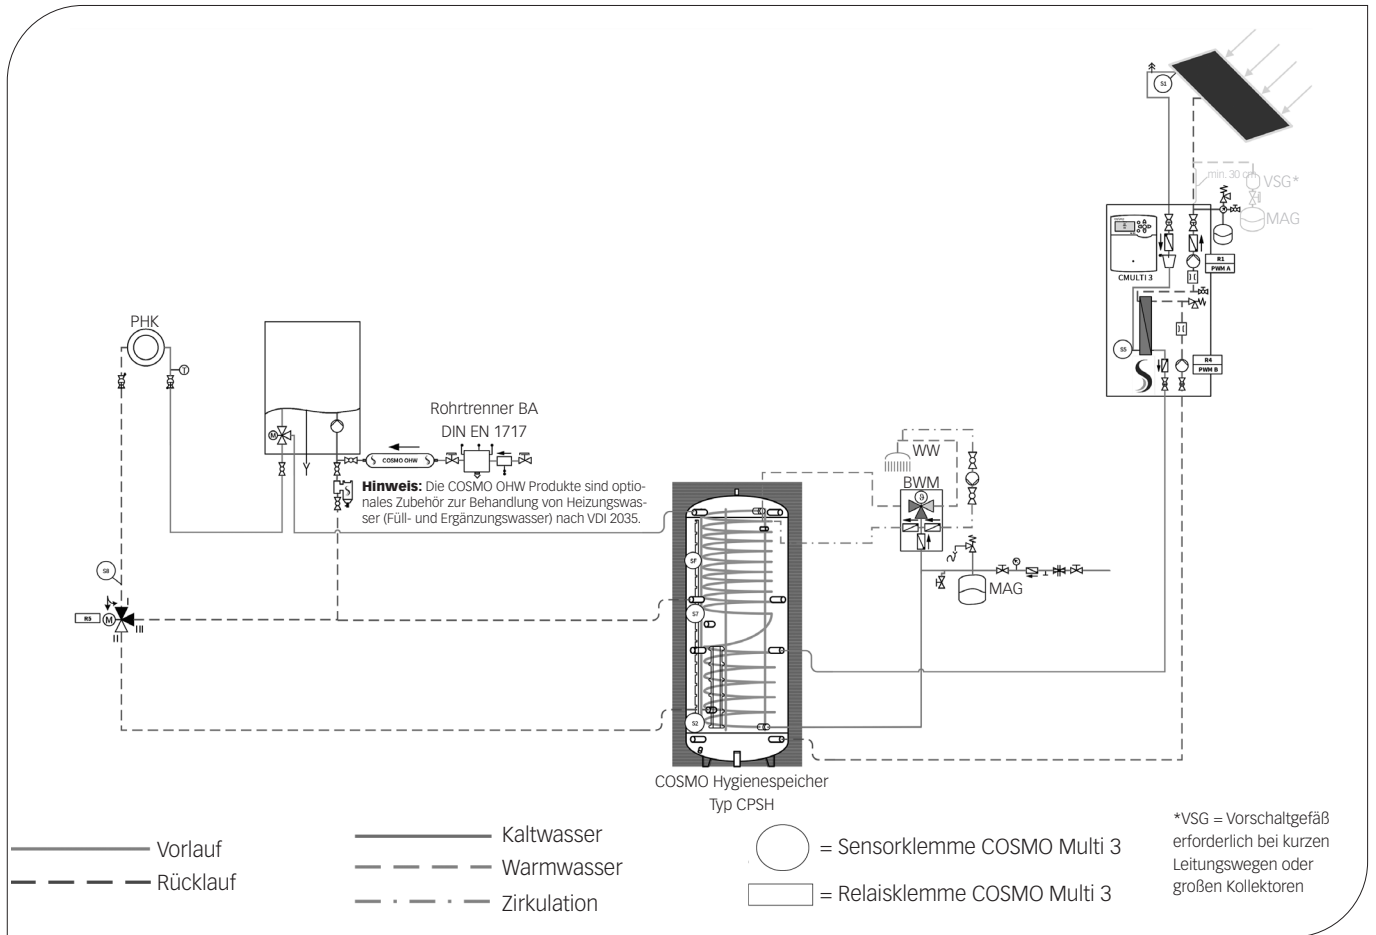 S1
min. 30 cm
VSG*
MAG
CMULTI 3
R1
PWM A
S5
R4
PWM B
PHK
T
M
Rohrtrenner BA
DIN EN 1717
COSMO OHW
Hinweis: Die COSMO OHW Produkte sind optio-
nales Zubehör zur Behandlung von Heizungswas-
ser (Füll- und Ergänzungswasser) nach VDI 2035.
WW
BWM
MAG
SF
S7
S2
S8
R5
M
I
II
III
COSMO Hygienespeicher
Typ CPSH
Vorlauf
Rücklauf
Kaltwasser
Warmwasser
Zirkulation
= Sensorklemme COSMO Multi 3
= Relaisklemme COSMO Multi 3
*VSG = Vorschaltgefäß
erforderlich bei kurzen
Leitungswegen oder
großen Kollektoren